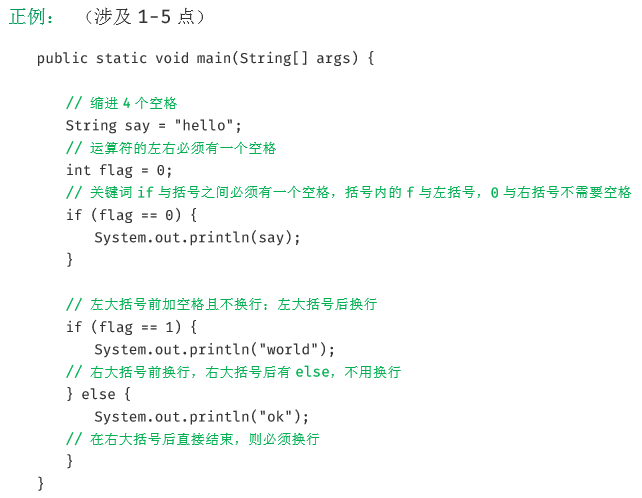 正例： （涉及 1-5 点）
public static void main(String[] args) {
// 缩进 4 个空格
String say = "hello";
// 运算符的左右必须有一个空格
int flag = 0;
// 关键词 if 与括号之间必须有一个空格，括号内的 f 与左括号，0 与右括号不需要空格
if (flag == 0) {
System.out.println(say);
}
// 左大括号前加空格且不换行；左大括号后换行
if (flag == 1) {
System.out.println("world");
// 右大括号前换行，右大括号后有 else，不用换行
} else {
System.out.println("ok");
// 在右大括号后直接结束，则必须换行
}
}